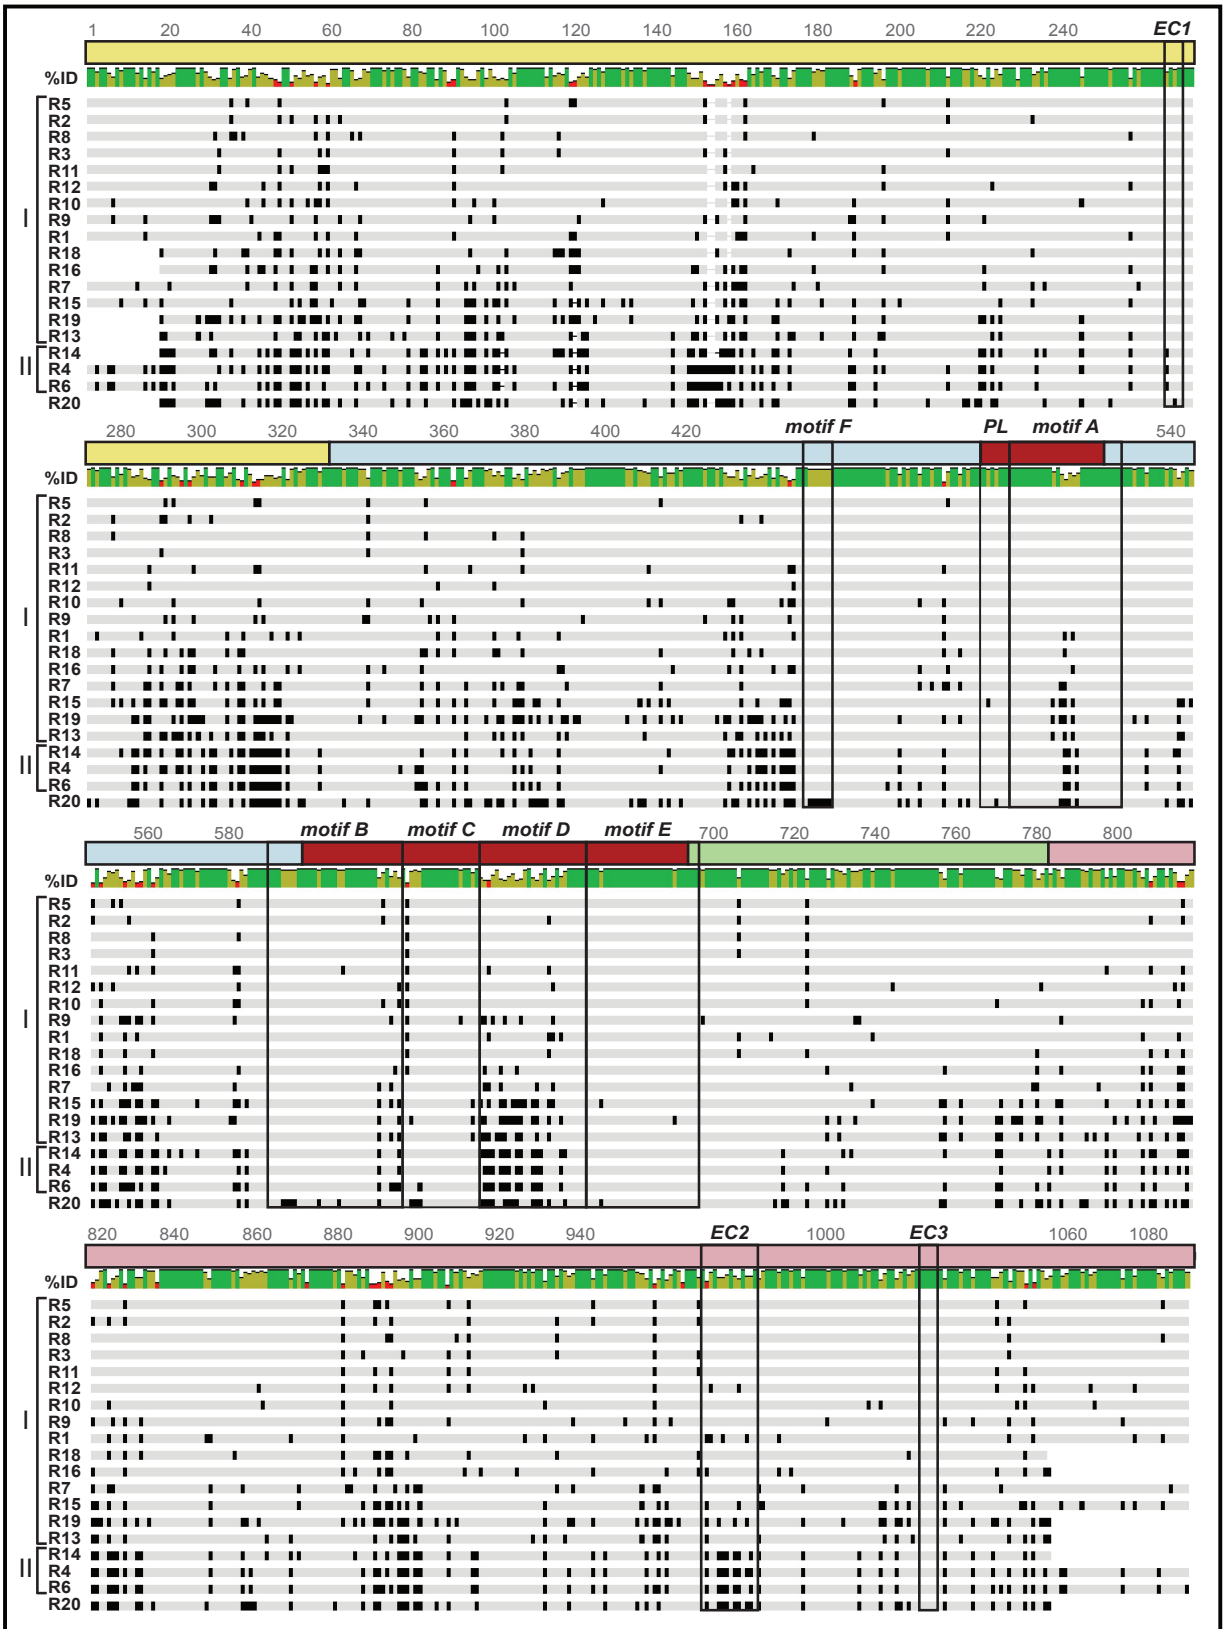 1 20 40 60 80 100 120 140 160 180 200 220 240 EC1
%ID
R5
R2
R8
R3
R11
R12
R10
I R9
R1
R18
R16
R7
R15
R19
R13
R14
II R4
R6
R20
280 300 320 340 360 380 400 420 motif F PL motif A 540
%ID
R5
R2
R8
R3
R11
R12
R10
I R9
R1
R18
R16
R7
R15
R19
R13
II R14
R4
R6
R20
560 580 motif B motif C motif D motif E 700 720 740 760 780 800
%ID
R5
R2
R8
R3
R11
R12
R10
I R9
R1
R18
R16
R7
R15
R19
R13
R14
II R4
R6
R20
820 840 860 880 900 920 940 EC2 1000 EC3 1060 1080
%ID
R5
R2
R8
R3
R11
R12
R10
I R9
R1
R18
R16
R7
R15
R19
R13
R14
II R4
R6
R20